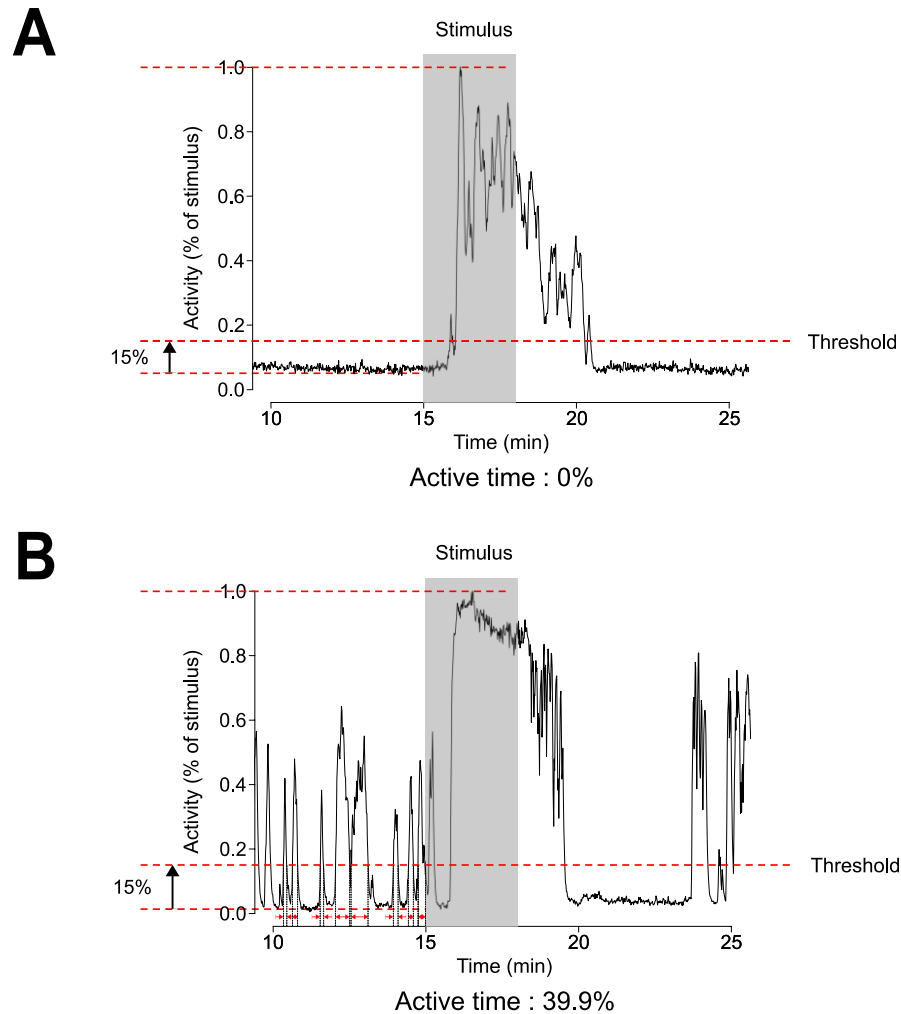 A
Stimulus
1.0
0.8
0.6
0.4
0.2
0.0
Activity (% of stimulus)
15%
Threshold
10 15 20 25
Time (min)
Active time : 0%
B
Stimulus
1.0
0.8
0.6
0.4
0.2
0.0
Activity (% of stimulus)
15%
Threshold
10 15 20 25
Time (min)
Active time : 39.9%